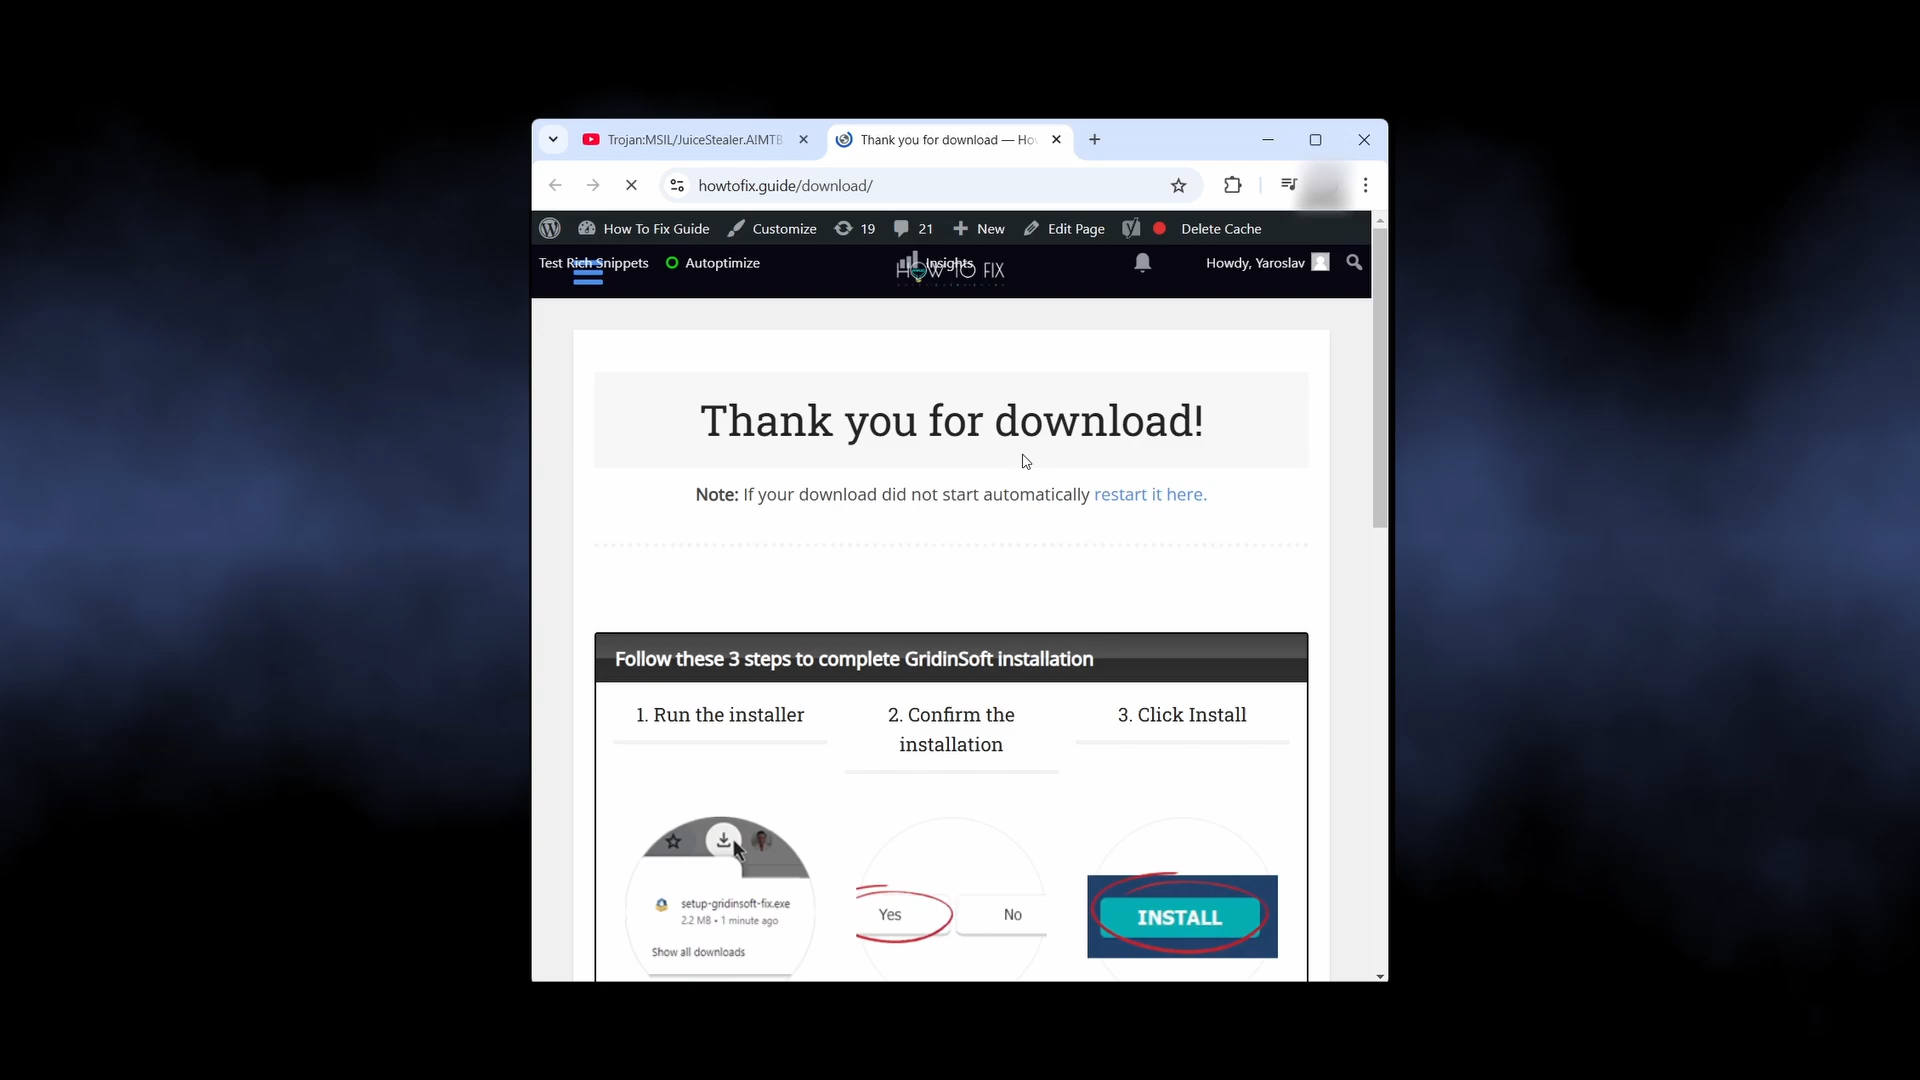 Trojan:MSIL/JuiceStealer.A!MTB
Thank you for download — Ho
howtofix.guide/download/
How To Fix Guide Customize 19 21 New Edit Page Delete Cache
Test Rich Snippets Autoptimize Insights Howdy, Yaroslav
HOW TO FIX
Thank you for download!
Note: If your download did not start automatically restart it here.
Follow these 3 steps to complete GridinSoft installation
1. Run the installer
2. Confirm the
installation
3. Click Install
setup-gridinsoft-fix.exe
2.2 MB • 1 minute ago
Show all downloads
Yes
No
INSTALL